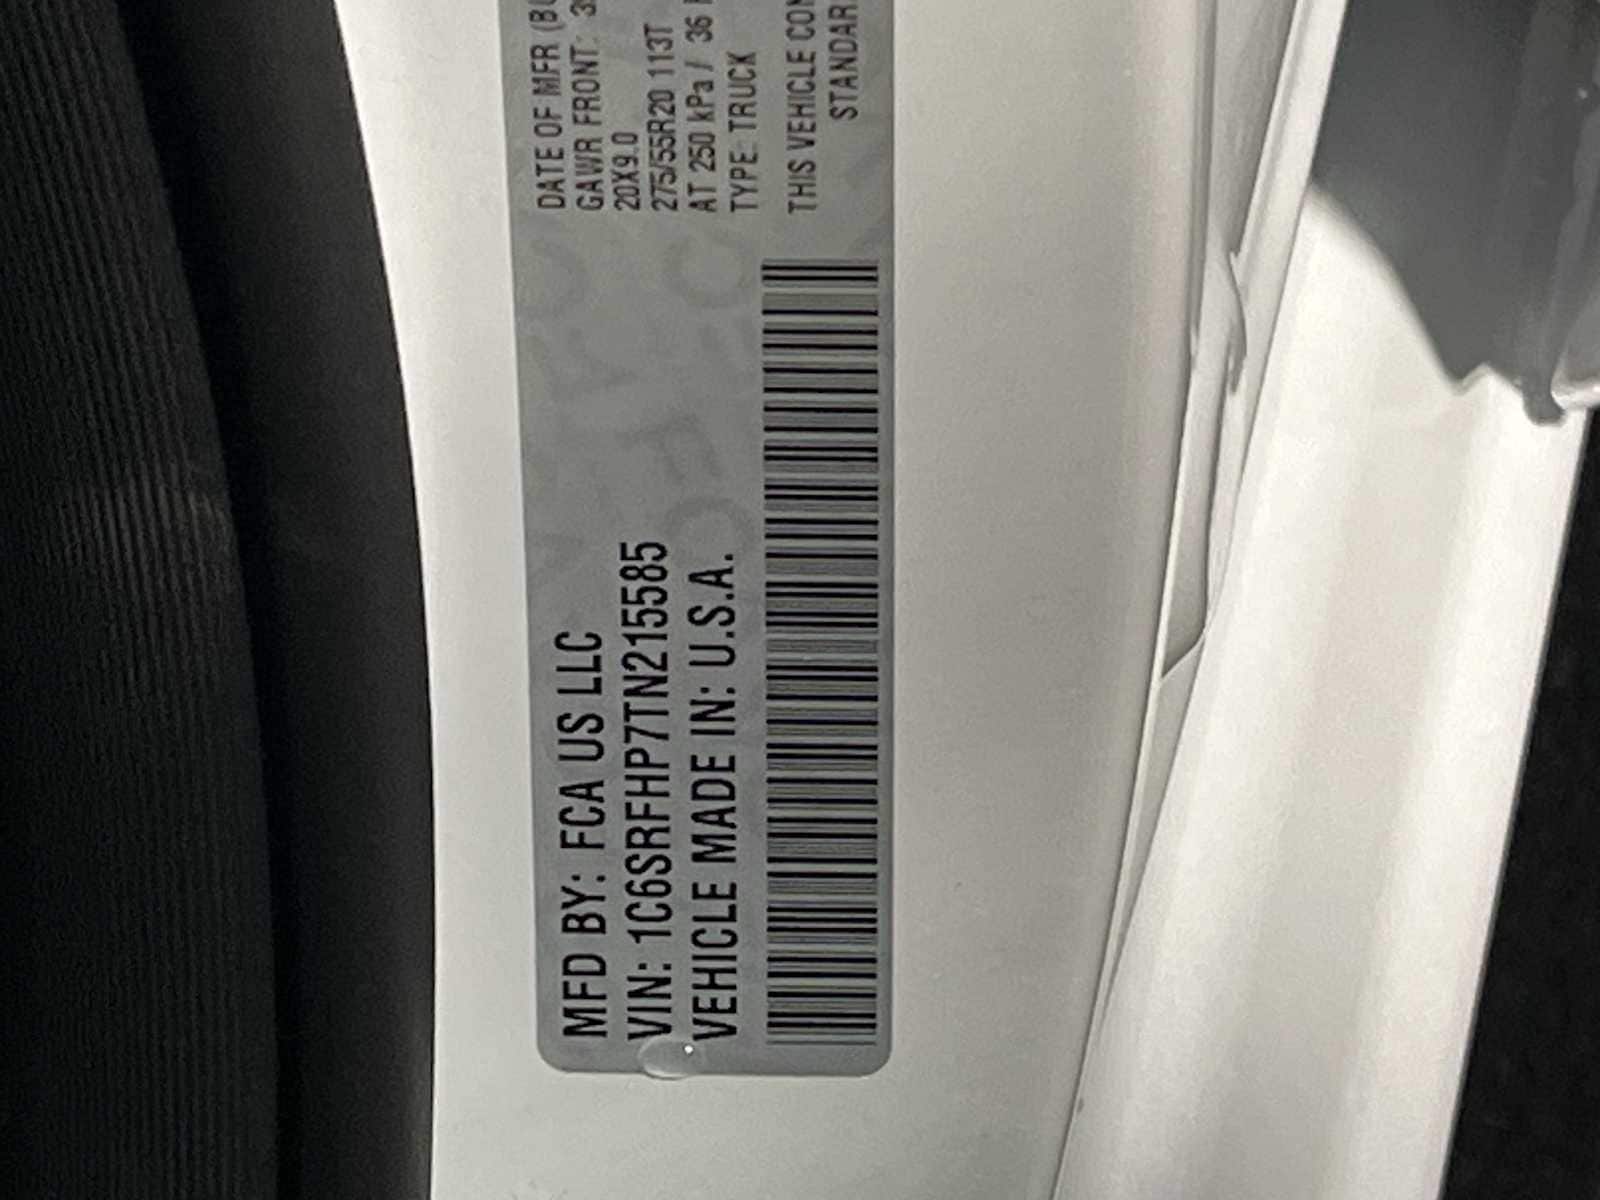 MFD BY: FCA US LLC
VIN: 1C6SRFHP7TN215585
VEHICLE MADE IN: U.S.A.
DATE OF MFR
GAWR FRONT:
20X9.0
275/55R20 113T
AT 250 kPa / 36
TYPE: TRUCK
THIS VEHICLE